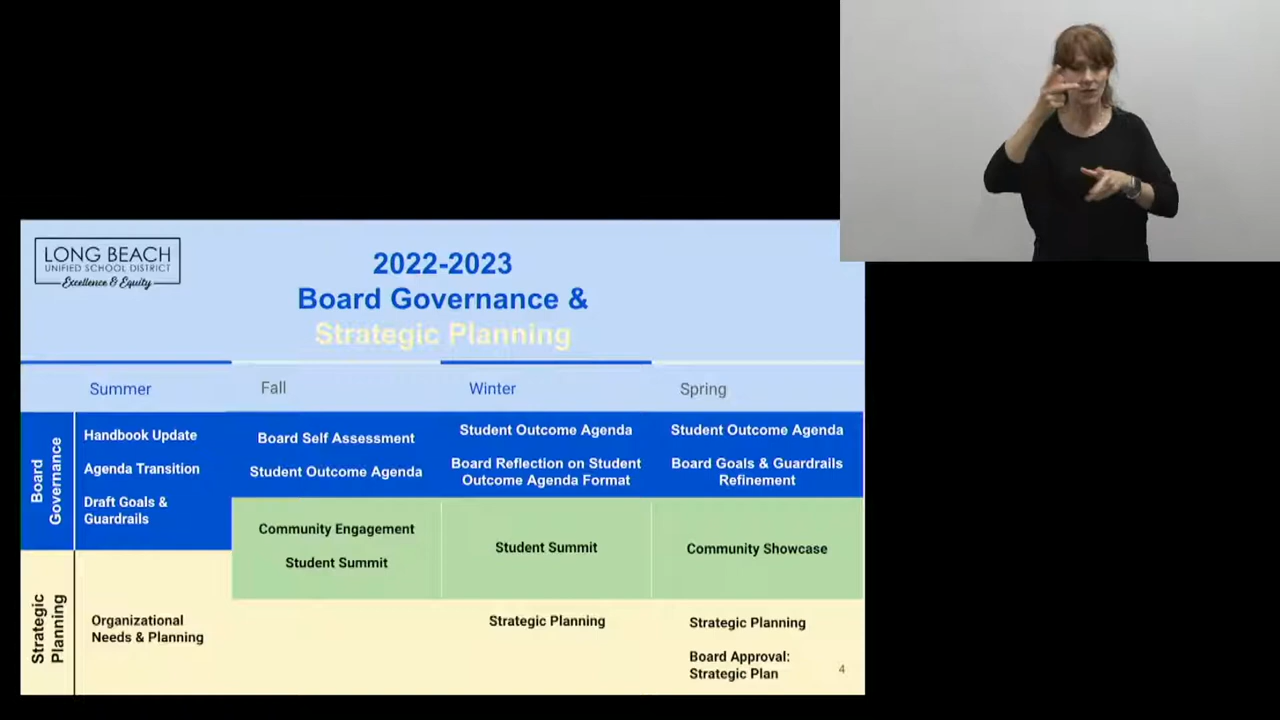 LONG BEACH
UNIFIED SCHOOL DISTRICT
Excellence & Equity
2022-2023
Board Governance &
Strategic Planning
Summer
Fall
Winter
Spring
Board
Governance
Handbook Update
Agenda Transition
Draft Goals &
Guardrails
Board Self Assessment
Student Outcome Agenda
Student Outcome Agenda
Board Reflection on Student
Outcome Agenda Format
Student Outcome Agenda
Board Goals & Guardrails
Refinement
Community Engagement
Student Summit
Student Summit
Community Showcase
Strategic
Planning
Organizational
Needs & Planning
Strategic Planning
Strategic Planning
Board Approval:
Strategic Plan
4